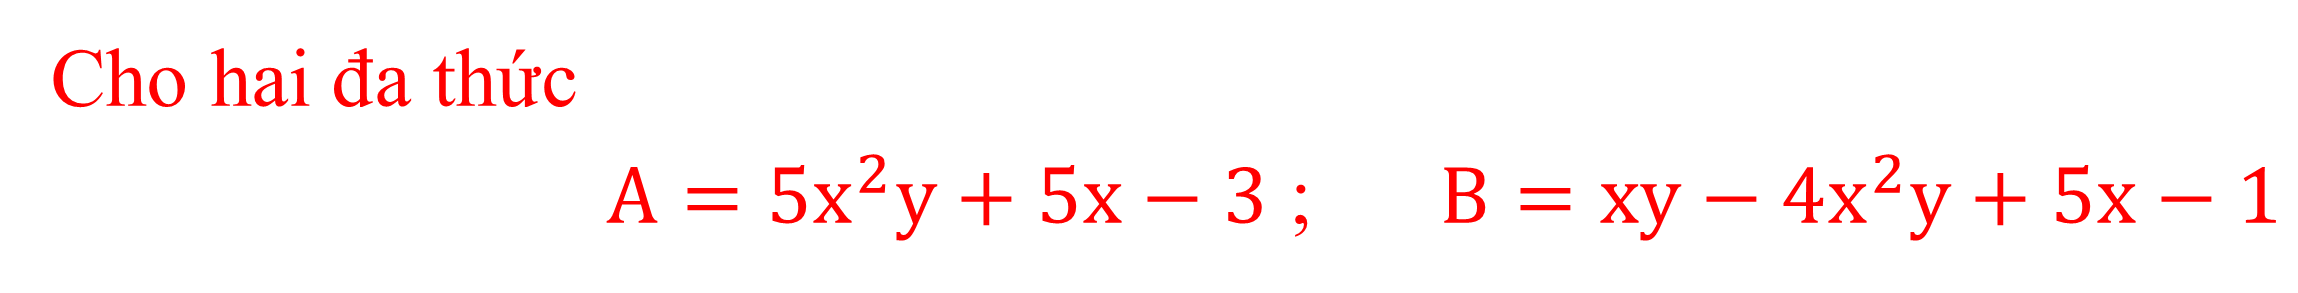 Cho hai đa thức
A = 5x²y + 5x − 3 ; B = xy − 4x²y + 5x − 1